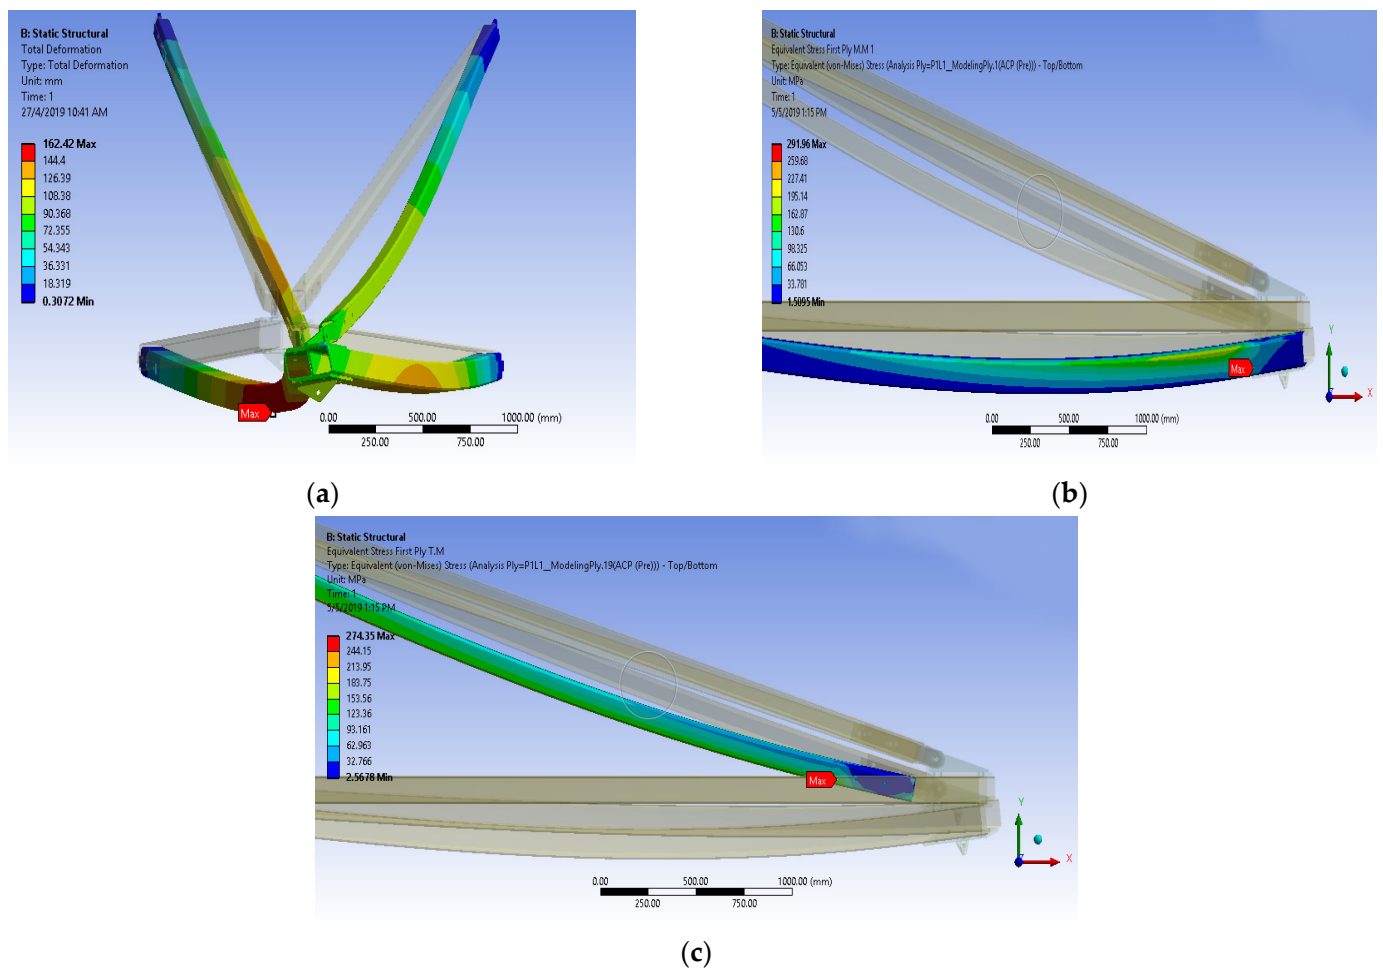 B: Static Structural
Total Deformation
Type: Total Deformation
Unit: mm
Time: 1
27/4/2019 10:41 AM
162.42 Max
144.4
126.39
108.38
90.368
72.355
54.343
36.331
18.319
0.3072 Min
Max
0.00 500.00 1000.00 (mm)
250.00 750.00
(a)
B: Static Structural
Equivalent Stress First Ply M.M 1
Type: Equivalent (von-Mises) Stress (Analysis Ply=P1L1__ModelingPly.1(ACP (Pre))) - Top/Bottom
Unit: MPa
Time: 1
5/5/2019 1:15 PM
291.96 Max
259.68
227.41
195.14
162.87
130.6
98.325
66.053
33.781
1.5095 Min
Max
Y
X
Z
0.00 500.00 1000.00 (mm)
250.00 750.00
(b)
B: Static Structural
Equivalent Stress First Ply T.M
Type: Equivalent (von-Mises) Stress (Analysis Ply=P1L1__ModelingPly.19(ACP (Pre))) - Top/Bottom
Unit: MPa
Time: 1
5/5/2019 1:15 PM
274.35 Max
244.15
213.95
183.75
153.56
123.36
93.161
62.963
32.766
2.5678 Min
Max
Y
X
Z
0.00 500.00 1000.00 (mm)
250.00 750.00
(c)